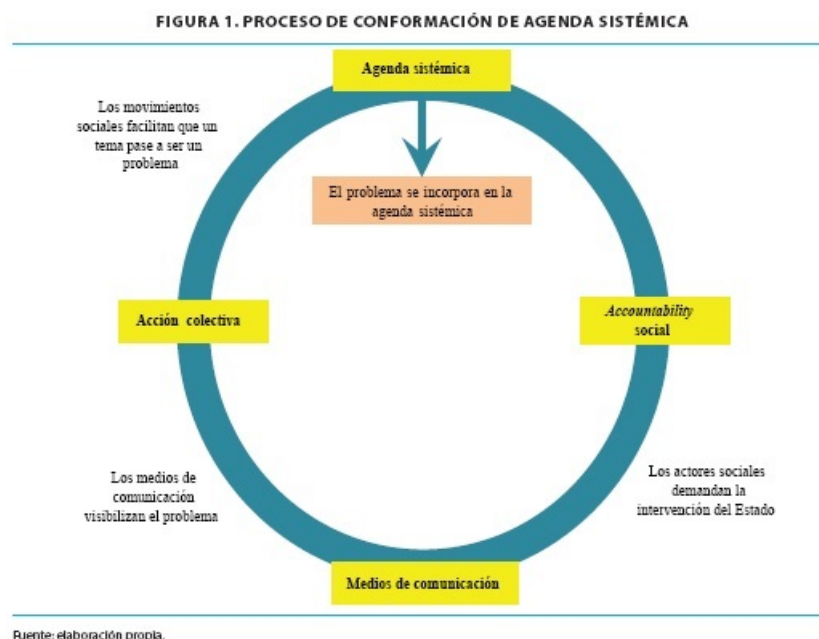 FIGURA 1. PROCESO DE CONFORMACIÓN DE AGENDA SISTÉMICA
Agenda sistémica
Los movimientos
sociales facilitan que un
tema pase a ser un
problema
El problema se incorpora en la
agenda sistémica
Acción colectiva
Accountability
social
Los medios de
comunicación
visibilizan el problema
Los actores sociales
demandan la
intervención del Estado
Medios de comunicación
Fuente: elaboración propia.